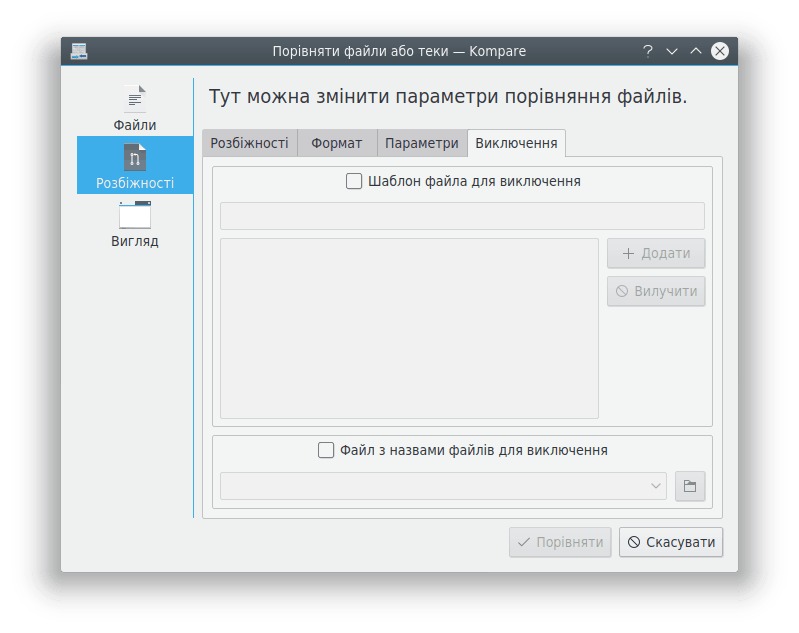 Порівняти файли або теки — Kompare
Тут можна змінити параметри порівняння файлів.
Файли
Розбіжності
Вигляд
Розбіжності Формат Параметри Виключення
Шаблон файла для виключення
Додати
Вилучити
Файл з назвами файлів для виключення
Порівняти Скасувати